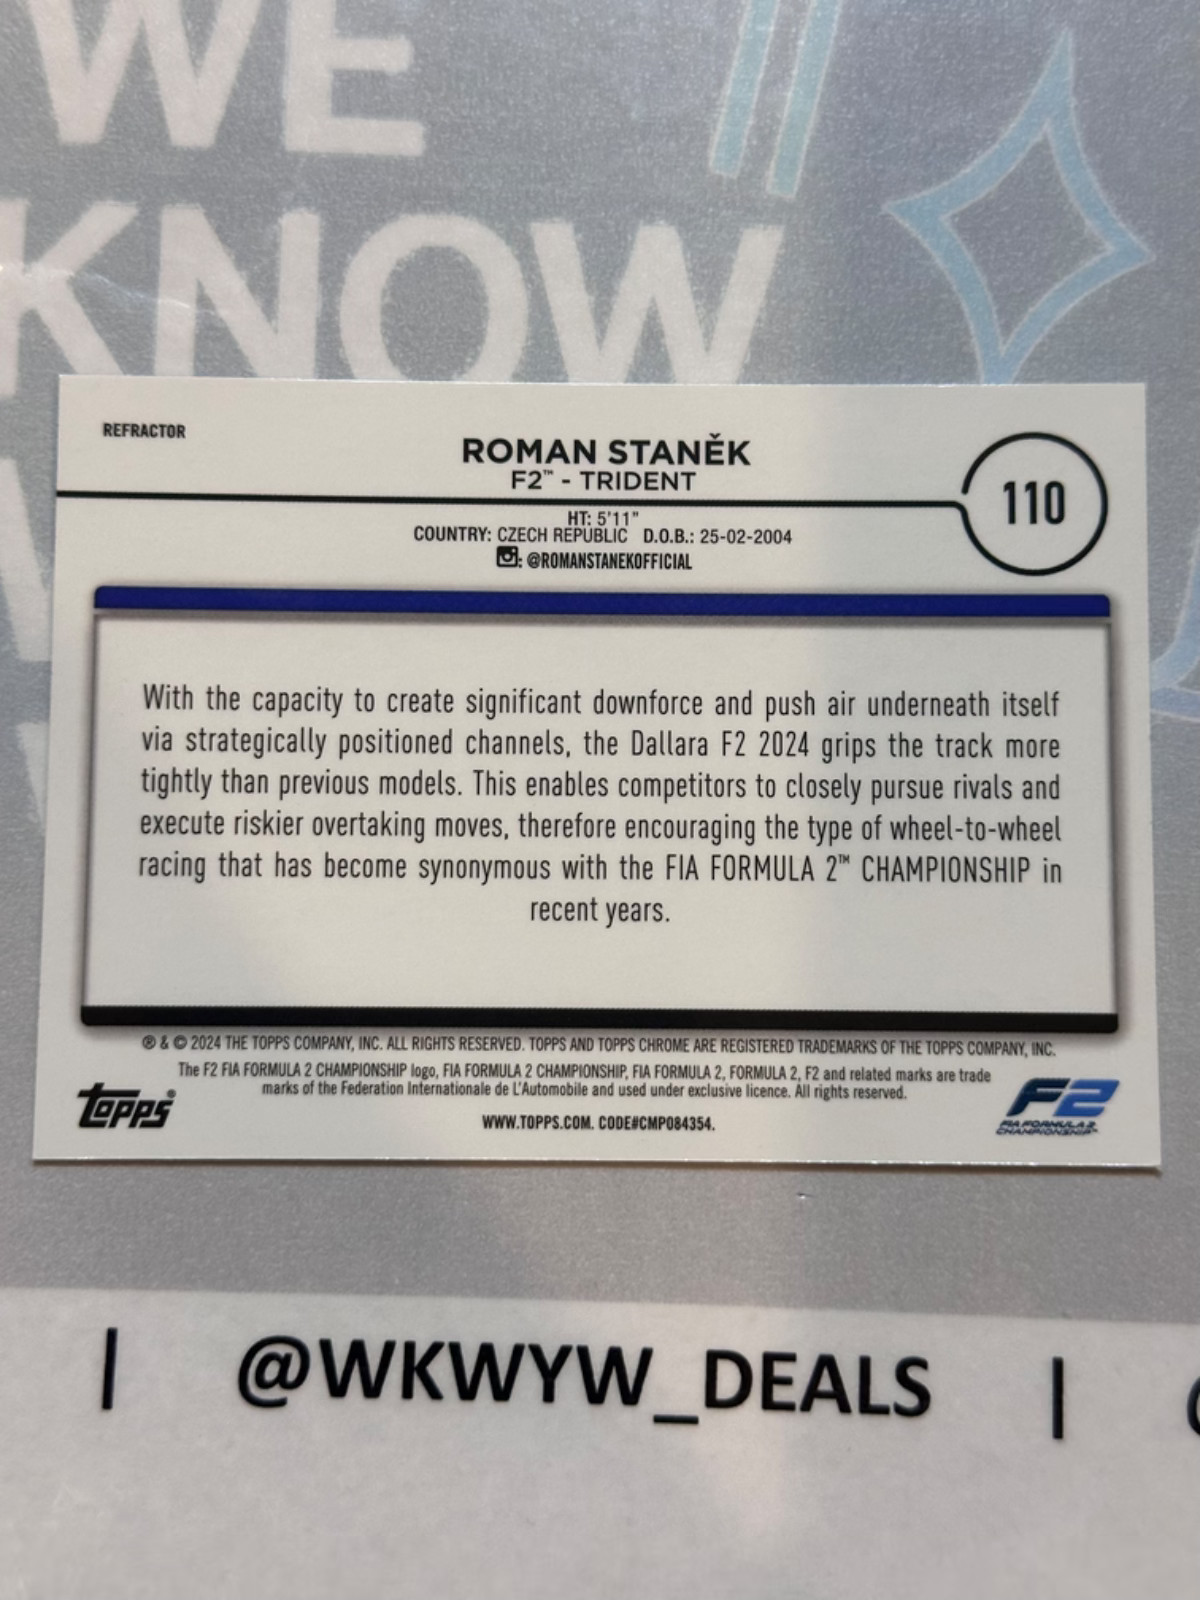 WE
KNOW
REFRACTOR
ROMAN STANĚK
F2™ - TRIDENT
110
HT: 5'11"
COUNTRY: CZECH REPUBLIC D.O.B.: 25-02-2004
: @ROMANSTANEKOFFICIAL
With the capacity to create significant downforce and push air underneath itself
via strategically positioned channels, the Dallara F2 2024 grips the track more
tightly than previous models. This enables competitors to closely pursue rivals and
execute riskier overtaking moves, therefore encouraging the type of wheel-to-wheel
racing that has become synonymous with the FIA FORMULA 2™ CHAMPIONSHIP in
recent years.
® & © 2024 THE TOPPS COMPANY, INC. ALL RIGHTS RESERVED. TOPPS AND TOPPS CHROME ARE REGISTERED TRADEMARKS OF THE TOPPS COMPANY, INC.
The F2 FIA FORMULA 2 CHAMPIONSHIP logo, FIA FORMULA 2 CHAMPIONSHIP, FIA FORMULA 2, FORMULA 2, F2 and related marks are trade
marks of the Federation Internationale de L'Automobile and used under exclusive licence. All rights reserved.
WWW.TOPPS.COM. CODE#CMP084354.
topps®
F2
FIA FORMULA 2
CHAMPIONSHIP™
| @WKWYW_DEALS |